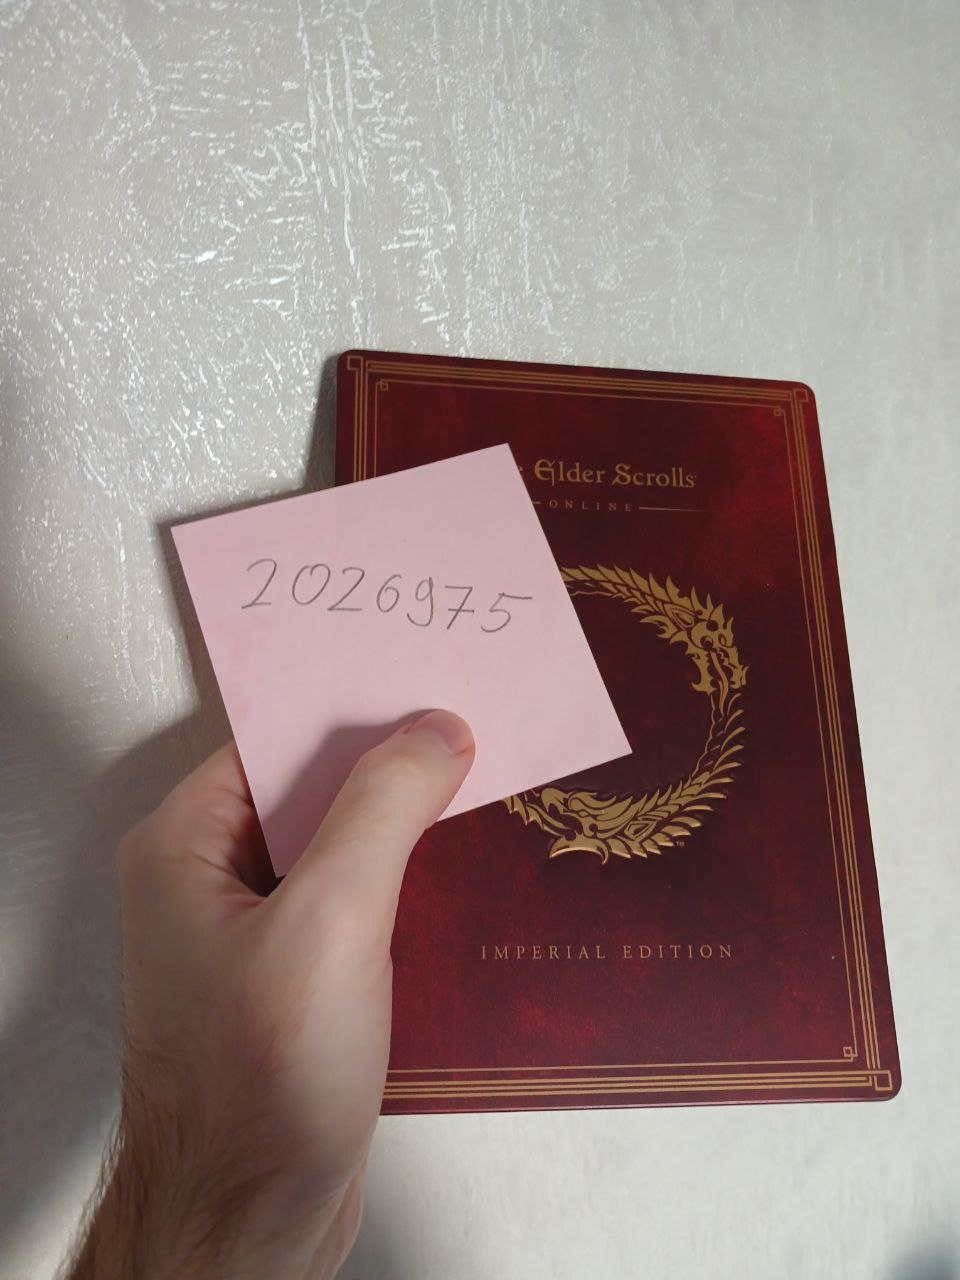 Elder Scrolls
ONLINE
2026975
IMPERIAL EDITION